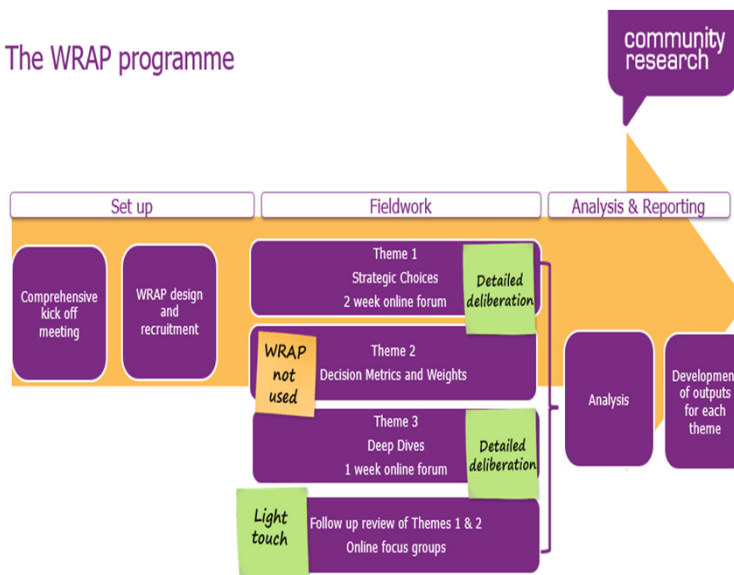 The WRAP programme
community
research
Set up
Fieldwork
Analysis & Reporting
Comprehensive
kick off
meeting
WRAP design
and
recruitment
Theme 1
Strategic Choices
2 week online forum
Detailed
deliberation
WRAP
not
used
Theme 2
Decision Metrics and Weights
Theme 3
Deep Dives
1 week online forum
Detailed
deliberation
Light
touch
Follow up review of Themes 1 & 2
Online focus groups
Analysis
Developmen
of outputs
for each
theme